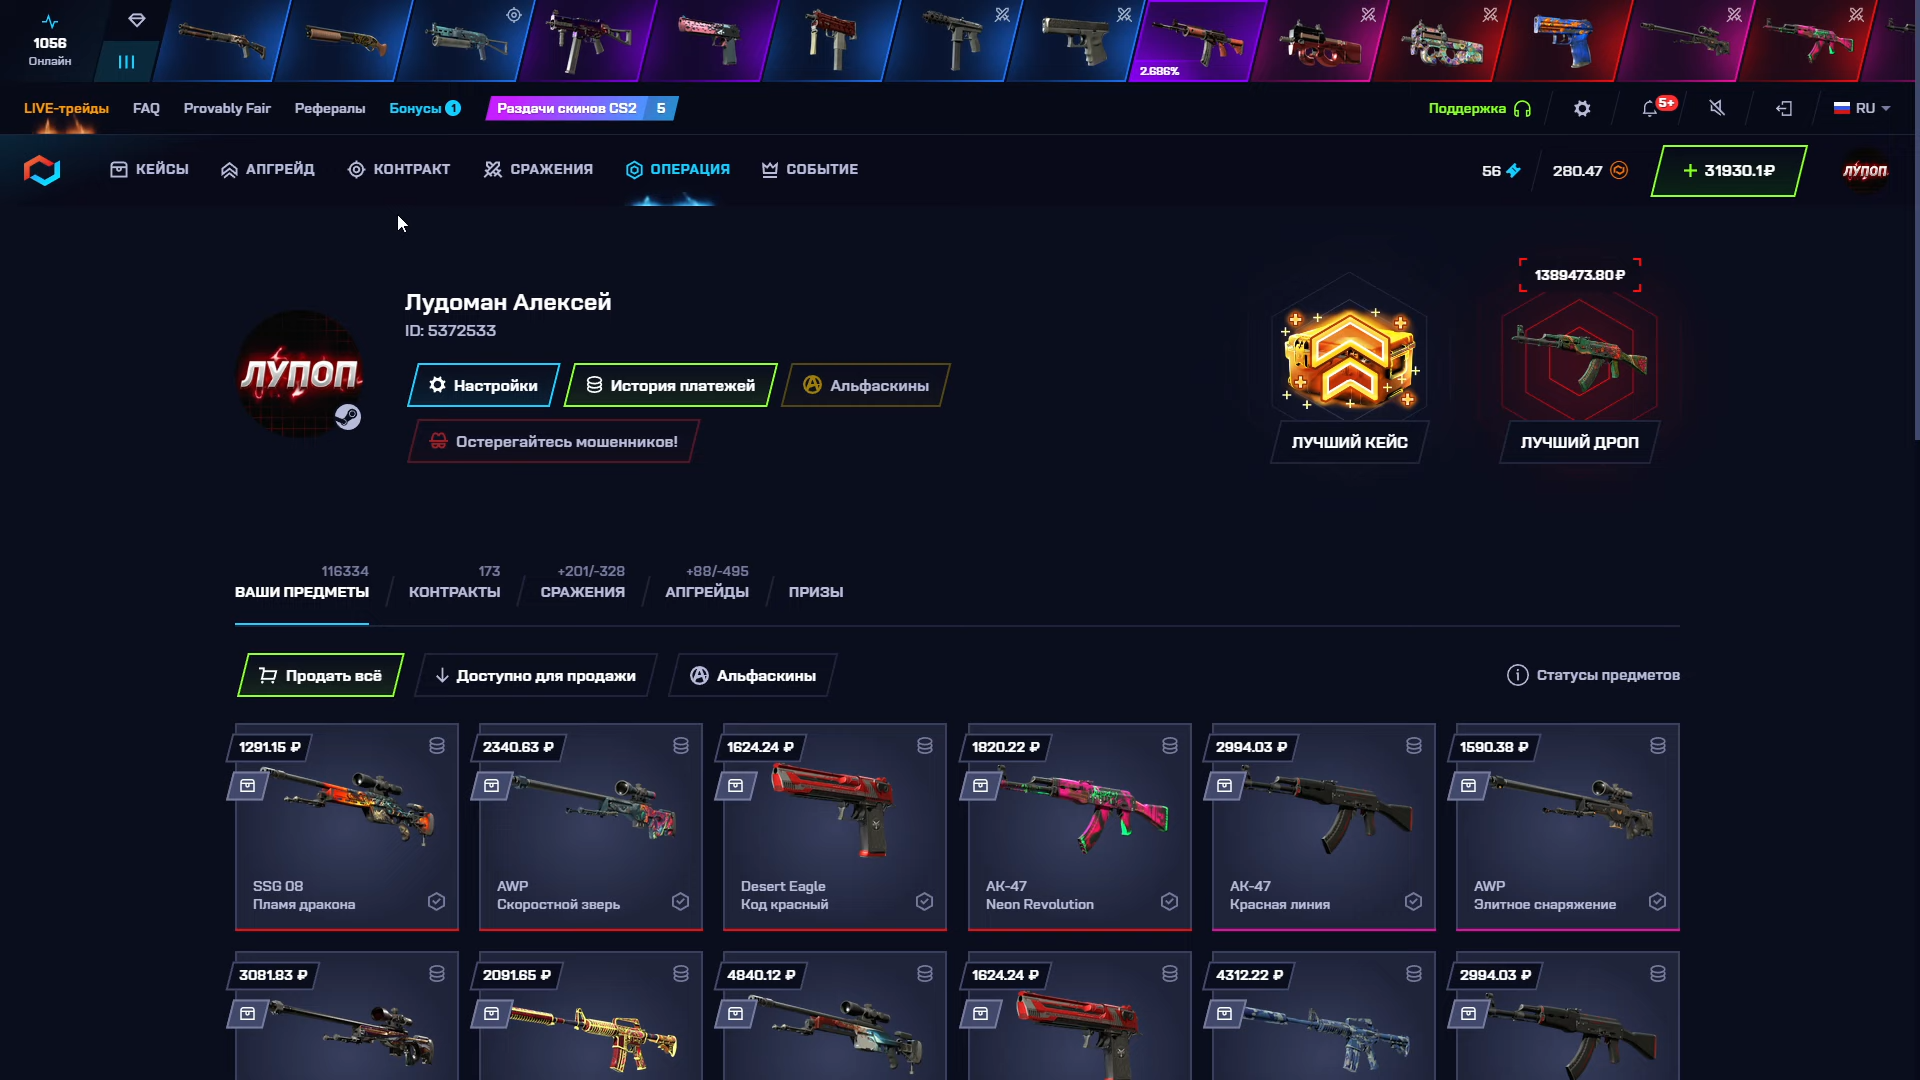 1056
Онлайн
2.686%
LIVE-трейды
FAQ
Provably Fair
Рефералы
Бонусы 1
Раздачи скинов CS2 5
Поддержка
5+
RU
КЕЙСЫ
АПГРЕЙД
КОНТРАКТ
СРАЖЕНИЯ
ОПЕРАЦИЯ
СОБЫТИЕ
56
280.47
+ 31930.1 ₽
ЛУПОП
1389473.80 ₽
Лудоман Алексей
ID: 5372533
ЛУПОП
Настройки
История платежей
Альфаскины
Остерегайтесь мошенников!
ЛУЧШИЙ КЕЙС
ЛУЧШИЙ ДРОП
116334
ВАШИ ПРЕДМЕТЫ
173
КОНТРАКТЫ
+201/-328
СРАЖЕНИЯ
+88/-495
АПГРЕЙДЫ
ПРИЗЫ
Продать всё
Доступно для продажи
Альфаскины
Статусы предметов
1291.15 ₽
SSG 08
Пламя дракона
2340.63 ₽
AWP
Скоростной зверь
1624.24 ₽
Desert Eagle
Код красный
1820.22 ₽
AK-47
Neon Revolution
2994.03 ₽
AK-47
Красная линия
1590.38 ₽
AWP
Элитное снаряжение
3081.83 ₽
2091.65 ₽
4840.12 ₽
1624.24 ₽
4312.22 ₽
2994.03 ₽